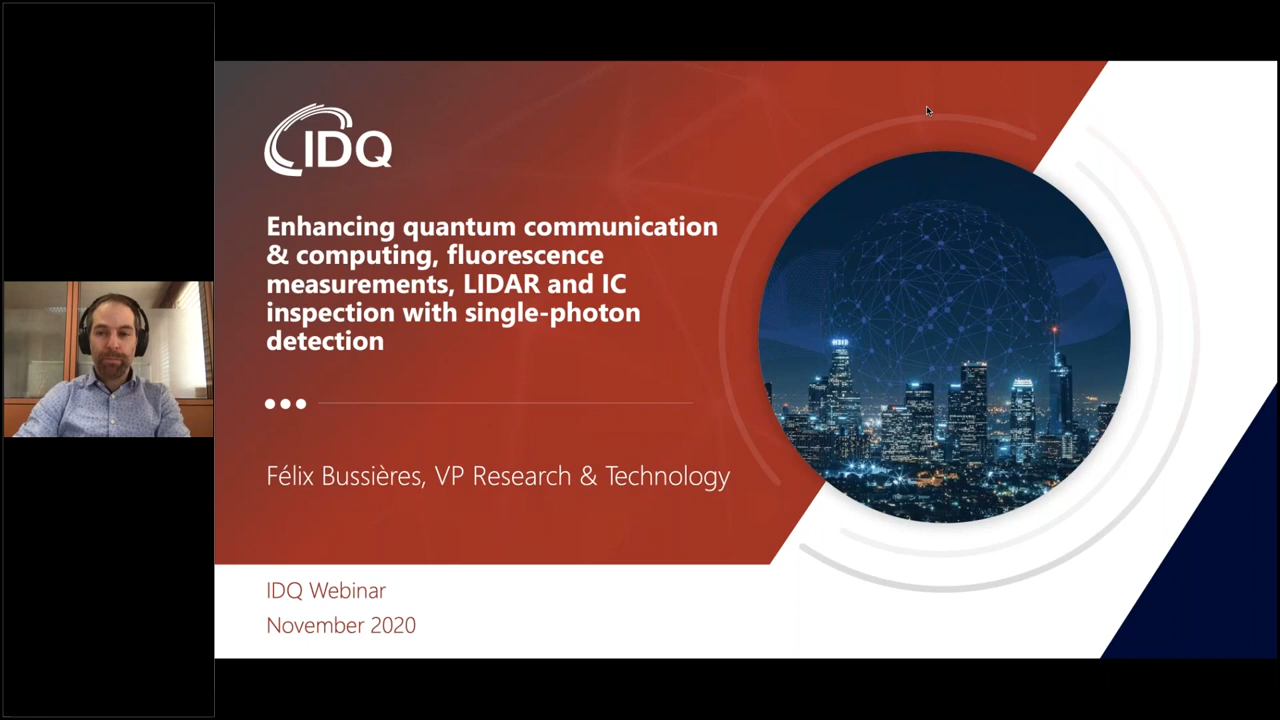 IDQ
Enhancing quantum communication
& computing, fluorescence
measurements, LIDAR and IC
inspection with single-photon
detection
Félix Bussières, VP Research & Technology
IDQ Webinar
November 2020